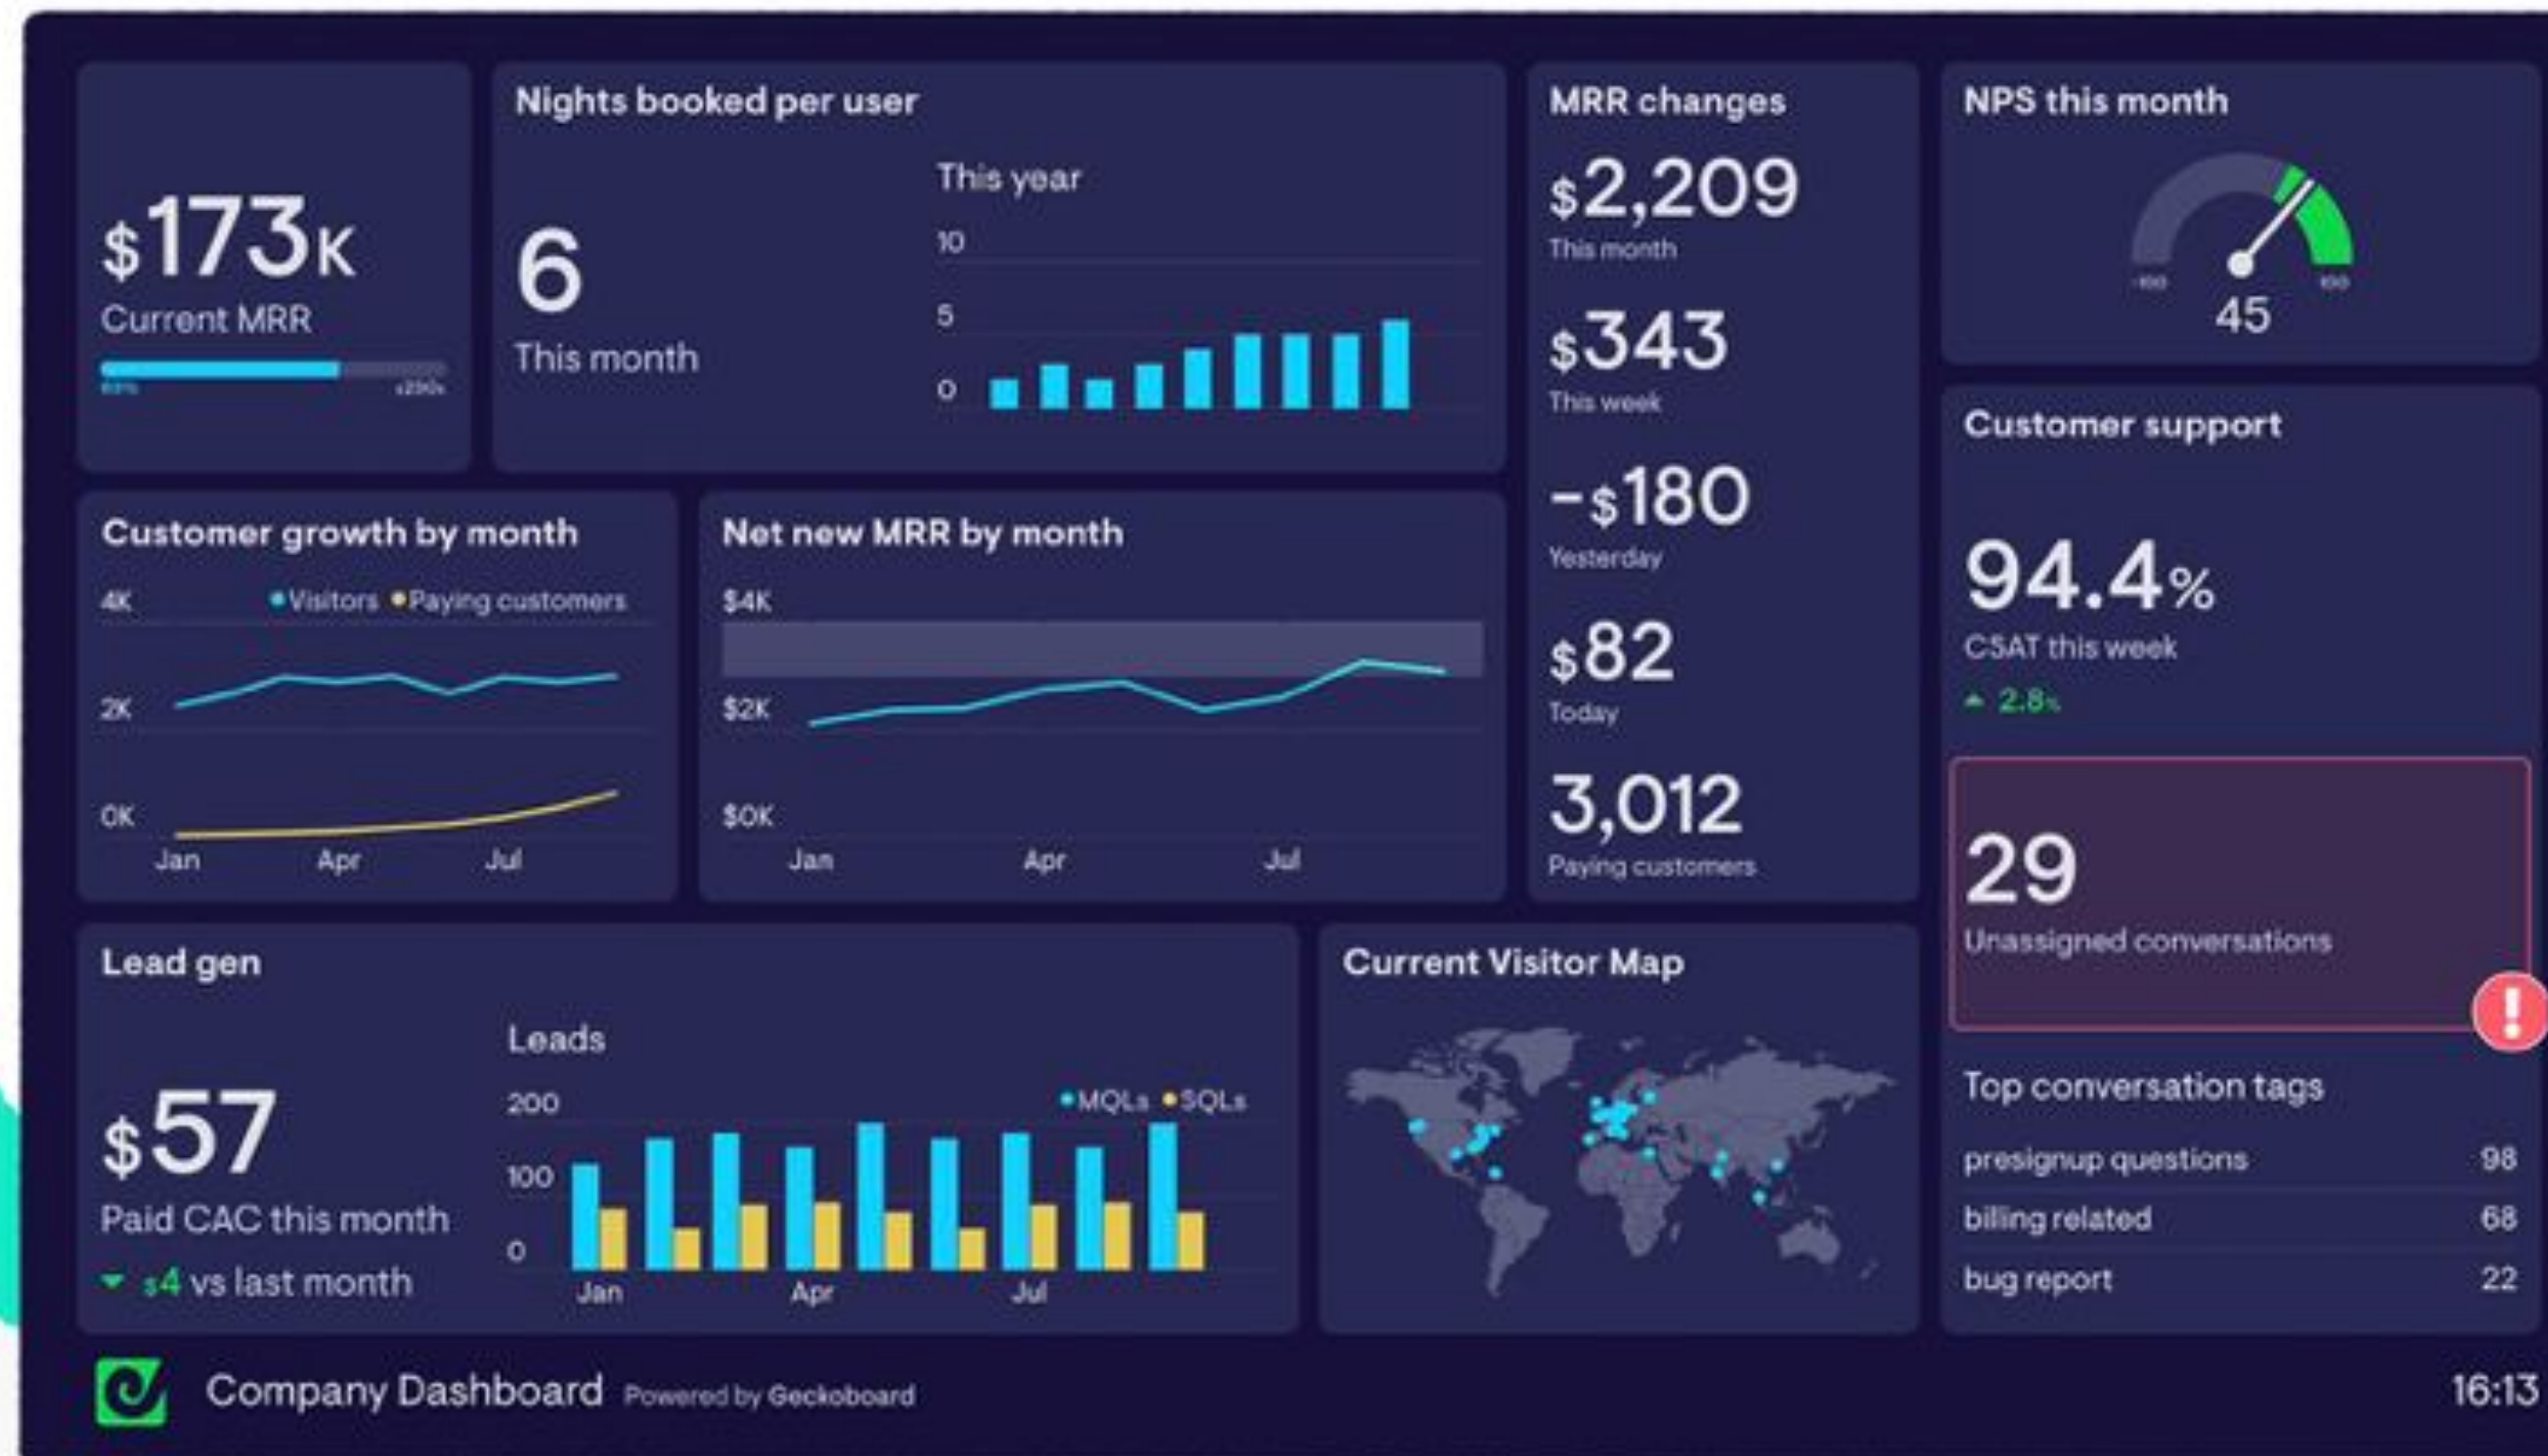 $173K
Current MRR
Nights booked per user
6
This month
This year
10
5
0
MRR changes
$2,209
This month
$343
This week
-$180
Yesterday
$82
Today
3,012
Paying customers
NPS this month
-100
100
45
Customer growth by month
4K
Visitors
Paying customers
2K
0K
Jan
Apr
Jul
Net new MRR by month
$4K
$2K
$0K
Jan
Apr
Jul
Customer support
94.4%
CSAT this week
2.8%
29
Unassigned conversations
!
Top conversation tags
presignup questions 98
billing related 68
bug report 22
Lead gen
$57
Paid CAC this month
$4 vs last month
Leads
200
MQLs
SQLs
100
0
Jan
Apr
Jul
Current Visitor Map
Company Dashboard Powered by Geckoboard
16:13